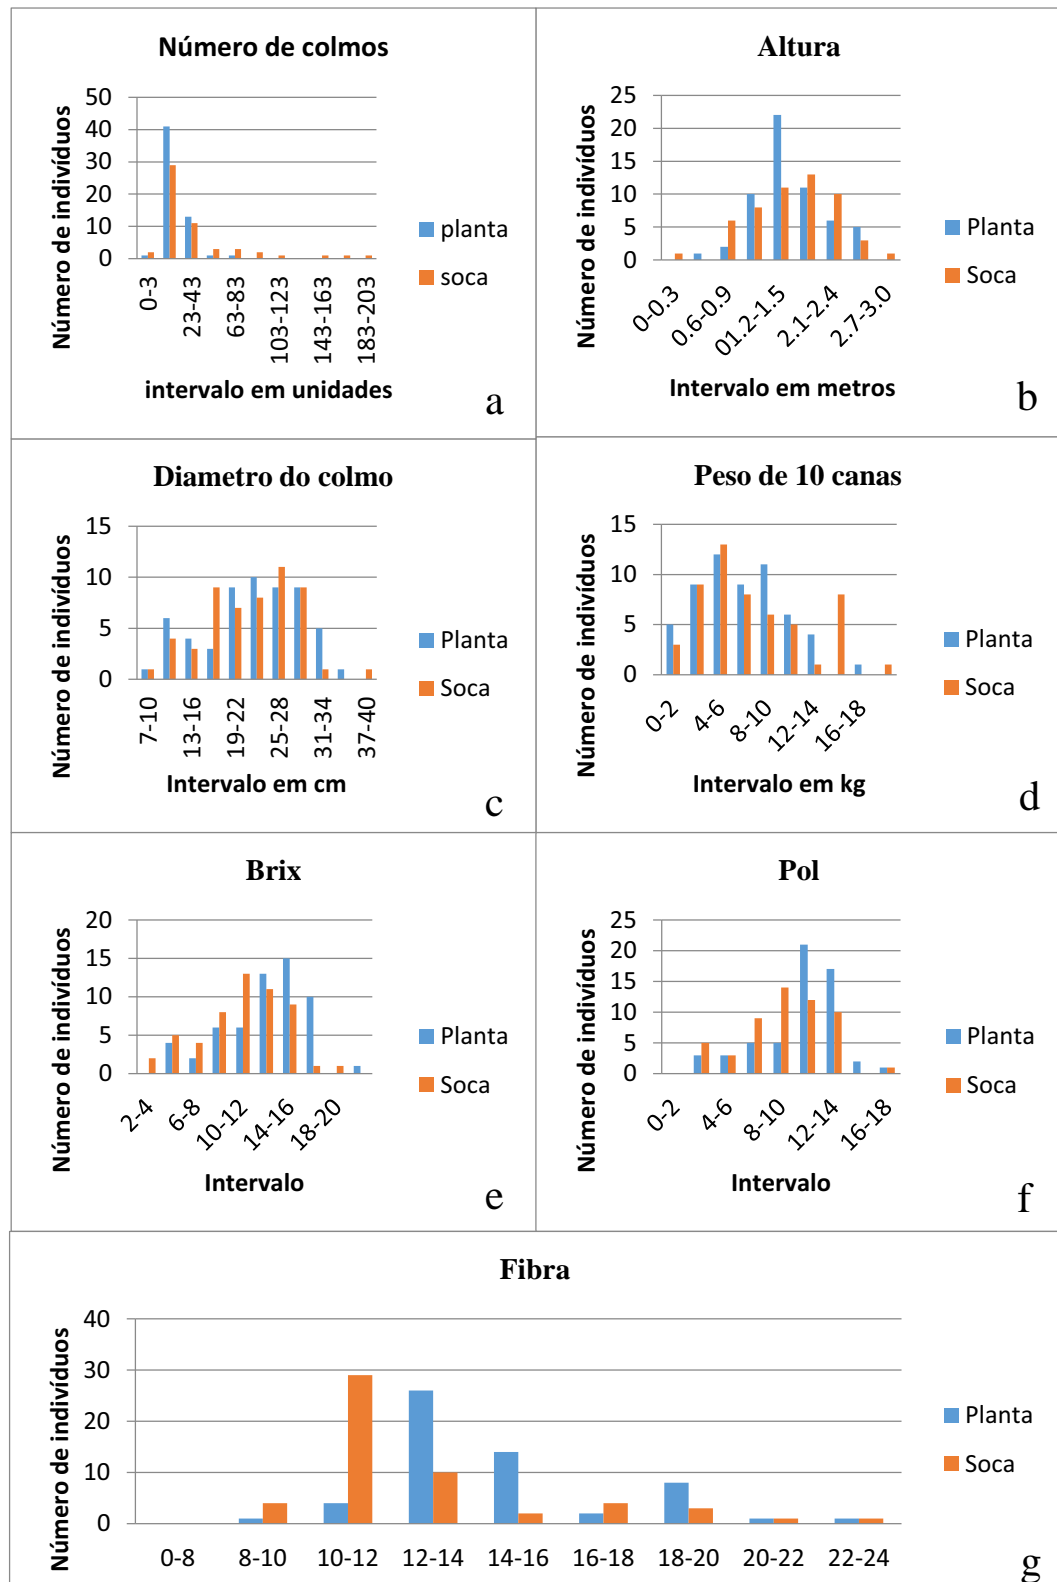 Número de colmos
Número de indivíduos
50
40
30
20
10
0
0-3
23-43
63-83
103-123
143-163
183-203
intervalo em unidades
planta
soca
a
Altura
Número de indivíduos
25
20
15
10
5
0
0-0.3
0.6-0.9
01.2-1.5
2.1-2.4
2.7-3.0
Intervalo em metros
Planta
Soca
b
Diametro do colmo
Número de indivíduos
15
10
5
0
7-10
13-16
19-22
25-28
31-34
37-40
Intervalo em cm
Planta
Soca
c
Peso de 10 canas
Número de indivíduos
15
10
5
0
0-2
4-6
8-10
12-14
16-18
Intervalo em kg
Planta
Soca
d
Brix
Número de indivíduos
20
15
10
5
0
2-4
6-8
10-12
14-16
18-20
Intervalo
Planta
Soca
e
Pol
Número de indivíduos
25
20
15
10
5
0
0-2
4-6
8-10
12-14
16-18
Intervalo
Planta
Soca
f
Fibra
Número de indivíduos
40
30
20
10
0
0-8 8-10 10-12 12-14 14-16 16-18 18-20 20-22 22-24
Planta
Soca
g